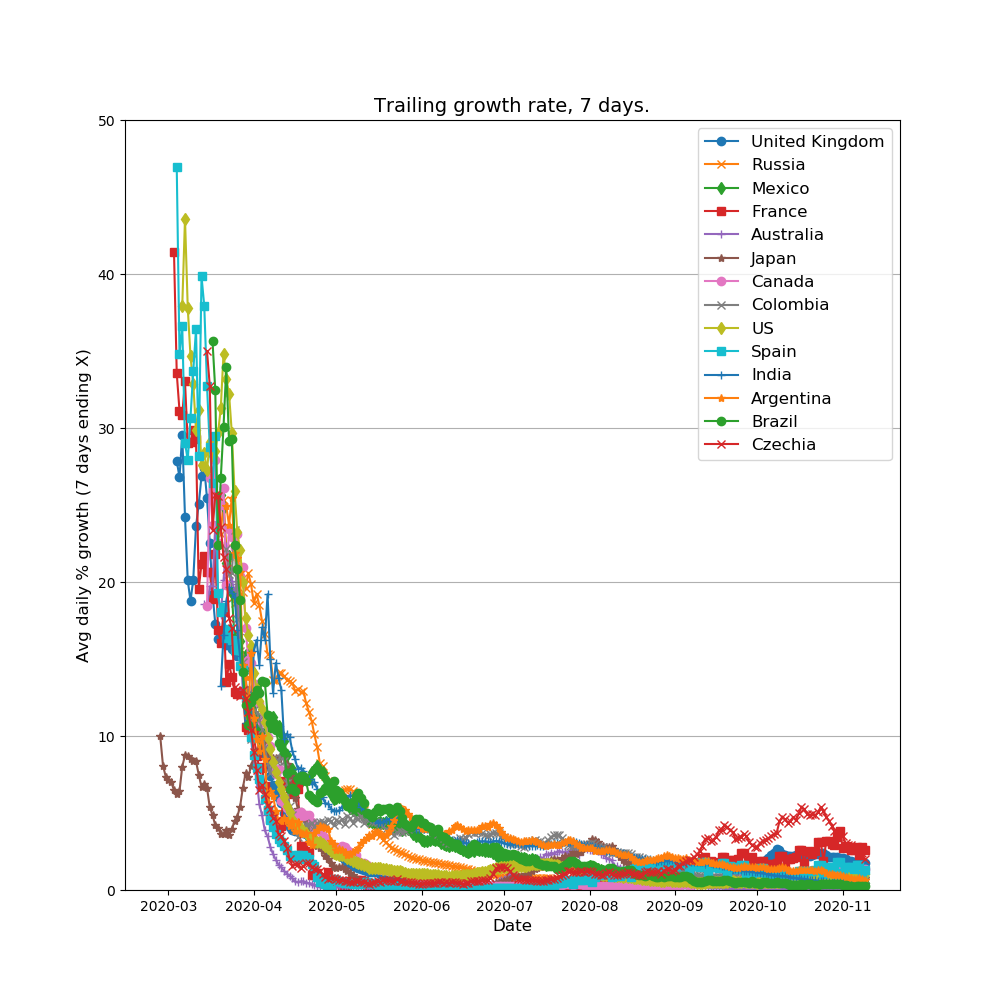 Trailing growth rate, 7 days.
50
40
30
20
10
0
Avg daily % growth (7 days ending X)
United Kingdom
Russia
Mexico
France
Australia
Japan
Canada
Colombia
US
Spain
India
Argentina
Brazil
Czechia
2020-03 2020-04 2020-05 2020-06 2020-07 2020-08 2020-09 2020-10 2020-11
Date